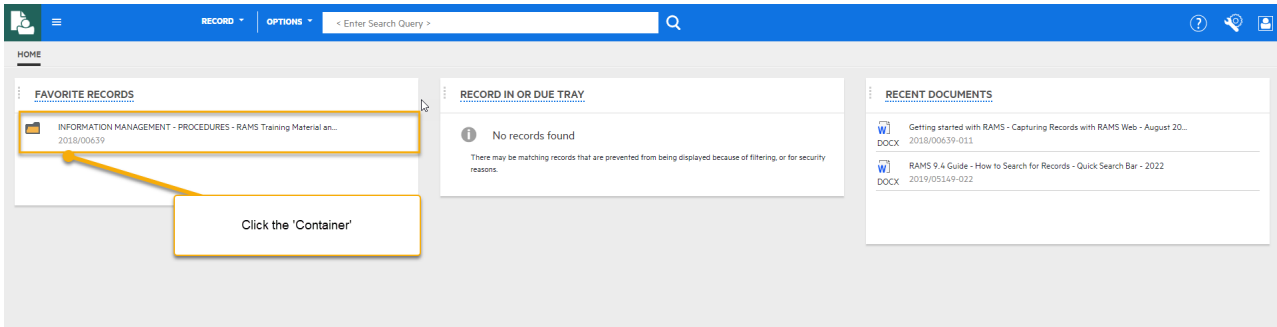 RECORD OPTIONS < Enter Search Query >
HOME
FAVORITE RECORDS
INFORMATION MANAGEMENT - PROCEDURES - RAMS Training Material an...
2018/00639
Click the 'Container'
RECORD IN OR DUE TRAY
No records found
There may be matching records that are prevented from being displayed because of filtering, or for security
reasons.
RECENT DOCUMENTS
Getting started with RAMS - Capturing Records with RAMS Web - August 20...
DOCX 2018/00639-011
RAMS 9.4 Guide - How to Search for Records - Quick Search Bar - 2022
DOCX 2019/05149-022